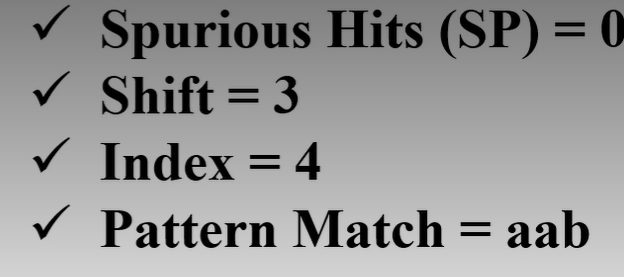 ✓ Spurious Hits (SP) = 0
✓ Shift = 3
✓ Index = 4
✓ Pattern Match = aab